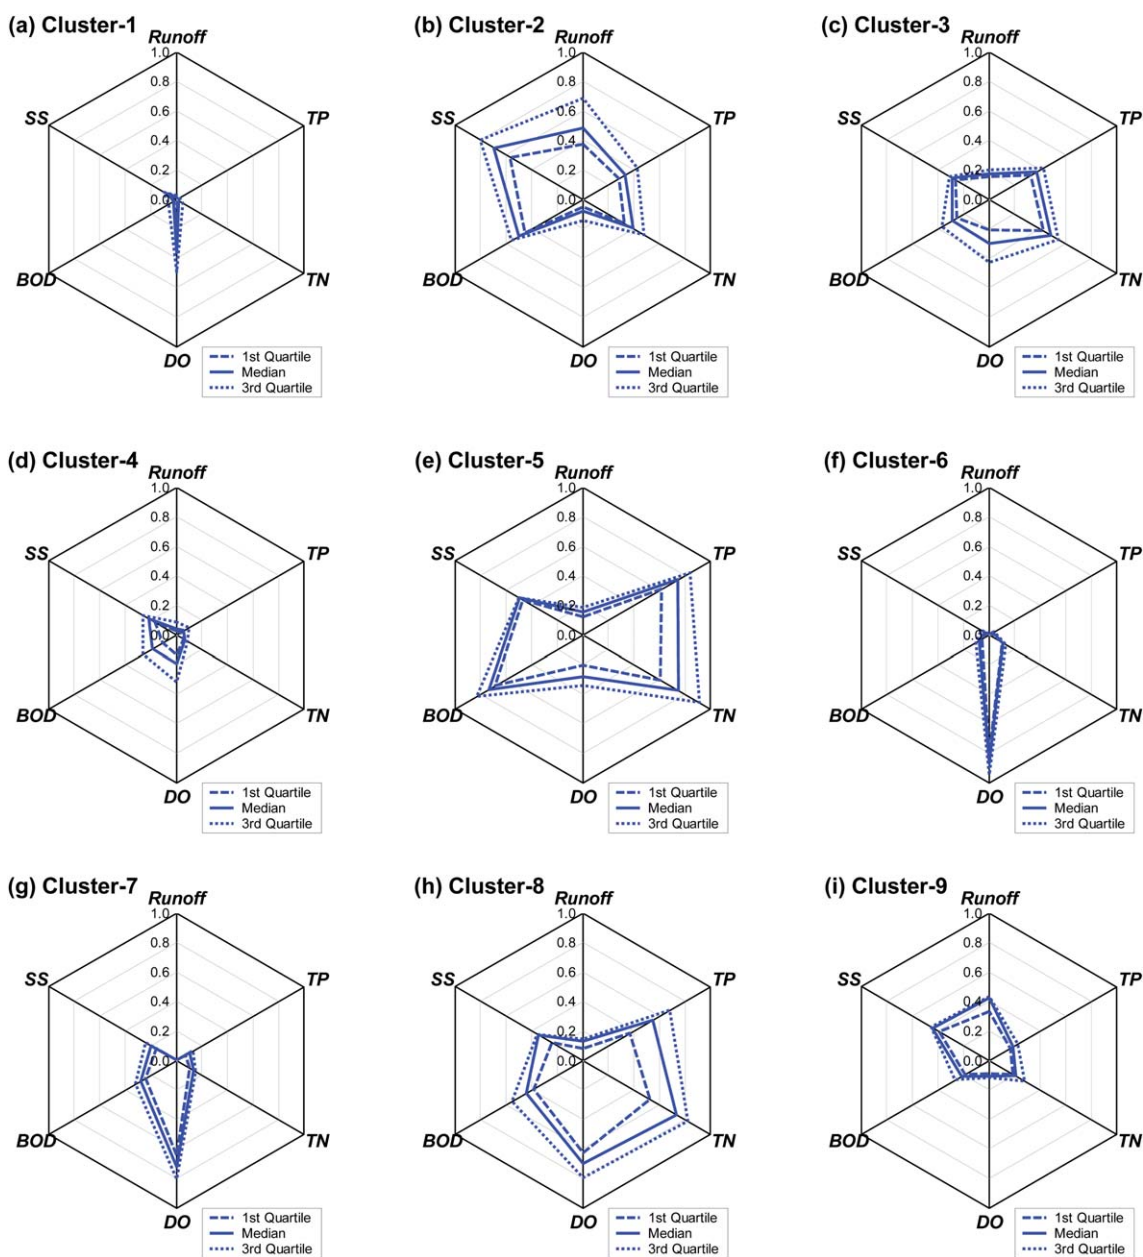 (a) Cluster-1
Runoff
1.0
0.8
0.6
0.4
0.2
0.0
SS
TP
BOD
TN
DO
1st Quartile
Median
3rd Quartile
(b) Cluster-2
Runoff
1.0
0.8
0.6
0.4
0.2
0.0
SS
TP
BOD
TN
DO
1st Quartile
Median
3rd Quartile
(c) Cluster-3
Runoff
1.0
0.8
0.6
0.4
0.2
0.0
SS
TP
BOD
TN
DO
1st Quartile
Median
3rd Quartile
(d) Cluster-4
Runoff
1.0
0.8
0.6
0.4
0.2
0.0
SS
TP
BOD
TN
DO
1st Quartile
Median
3rd Quartile
(e) Cluster-5
Runoff
1.0
0.8
0.6
0.4
0.2
0.0
SS
TP
BOD
TN
DO
1st Quartile
Median
3rd Quartile
(f) Cluster-6
Runoff
1.0
0.8
0.6
0.4
0.2
0.0
SS
TP
BOD
TN
DO
1st Quartile
Median
3rd Quartile
(g) Cluster-7
Runoff
1.0
0.8
0.6
0.4
0.2
0.0
SS
TP
BOD
TN
DO
1st Quartile
Median
3rd Quartile
(h) Cluster-8
Runoff
1.0
0.8
0.6
0.4
0.2
0.0
SS
TP
BOD
TN
DO
1st Quartile
Median
3rd Quartile
(i) Cluster-9
Runoff
1.0
0.8
0.6
0.4
0.2
0.0
SS
TP
BOD
TN
DO
1st Quartile
Median
3rd Quartile